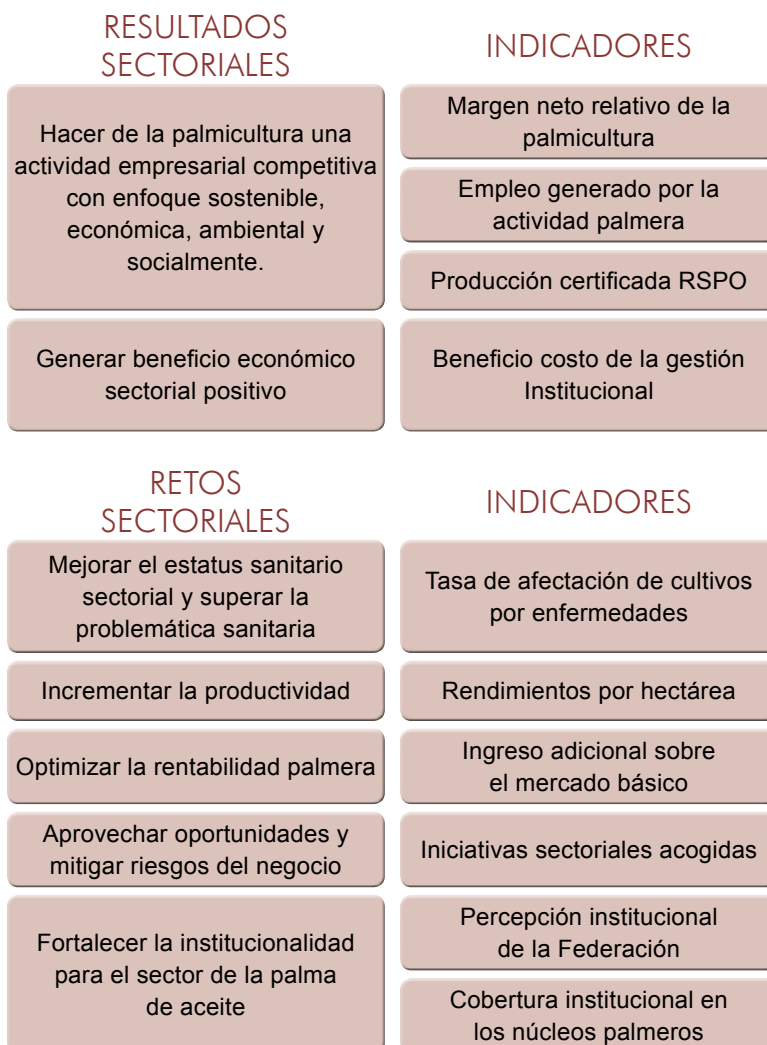 RESULTADOS
SECTORIALES
INDICADORES
Hacer de la palmicultura una
actividad empresarial competitiva
con enfoque sostenible,
económica, ambiental y
socialmente.
Margen neto relativo de la
palmicultura
Empleo generado por la
actividad palmera
Producción certificada RSPO
Generar beneficio económico
sectorial positivo
Beneficio costo de la gestión
Institucional
RETOS
SECTORIALES
INDICADORES
Mejorar el estatus sanitario
sectorial y superar la
problemática sanitaria
Tasa de afectación de cultivos
por enfermedades
Incrementar la productividad
Rendimientos por hectárea
Optimizar la rentabilidad palmera
Ingreso adicional sobre
el mercado básico
Aprovechar oportunidades y
mitigar riesgos del negocio
Iniciativas sectoriales acogidas
Fortalecer la institucionalidad
para el sector de la palma
de aceite
Percepción institucional
de la Federación
Cobertura institucional en
los núcleos palmeros